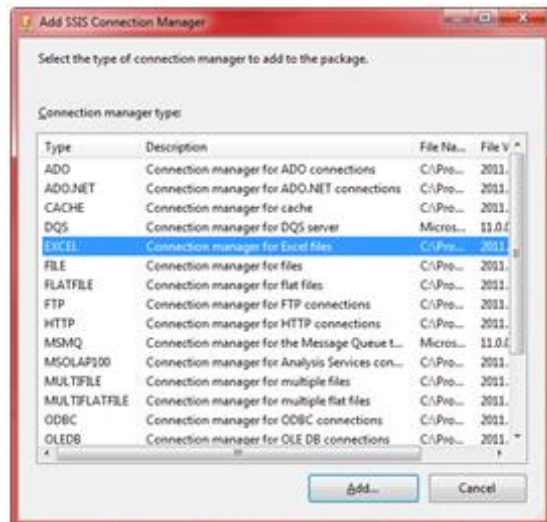 Add SSIS Connection Manager
Select the type of connection manager to add to the package.
Connection manager type:
Type Description File Na... File V
ADO Connection manager for ADO connections C:\Pro... 2011.
ADO.NET Connection manager for ADO.NET connections C:\Pro... 2011.
CACHE Connection manager for cache C:\Pro... 2011.
DQS Connection manager for DQS server Micros... 11.0.0
EXCEL Connection manager for Excel files C:\Pro... 2011.
FILE Connection manager for files C:\Pro... 2011.
FLATFILE Connection manager for flat files C:\Pro... 2011.
FTP Connection manager for FTP connections C:\Pro... 2011.
HTTP Connection manager for HTTP connections C:\Pro... 2011.
MSMQ Connection manager for the Message Queue t... Micros... 11.0.0
MSOLAP100 Connection manager for Analysis Services con... C:\Pro... 2011.
MULTIFILE Connection manager for multiple files C:\Pro... 2011.
MULTIFLATFILE Connection manager for multiple flat files C:\Pro... 2011.
ODBC Connection manager for ODBC connections C:\Pro... 2011.
OLEDB Connection manager for OLE DB connections C:\Pro... 2011.
Add... Cancel